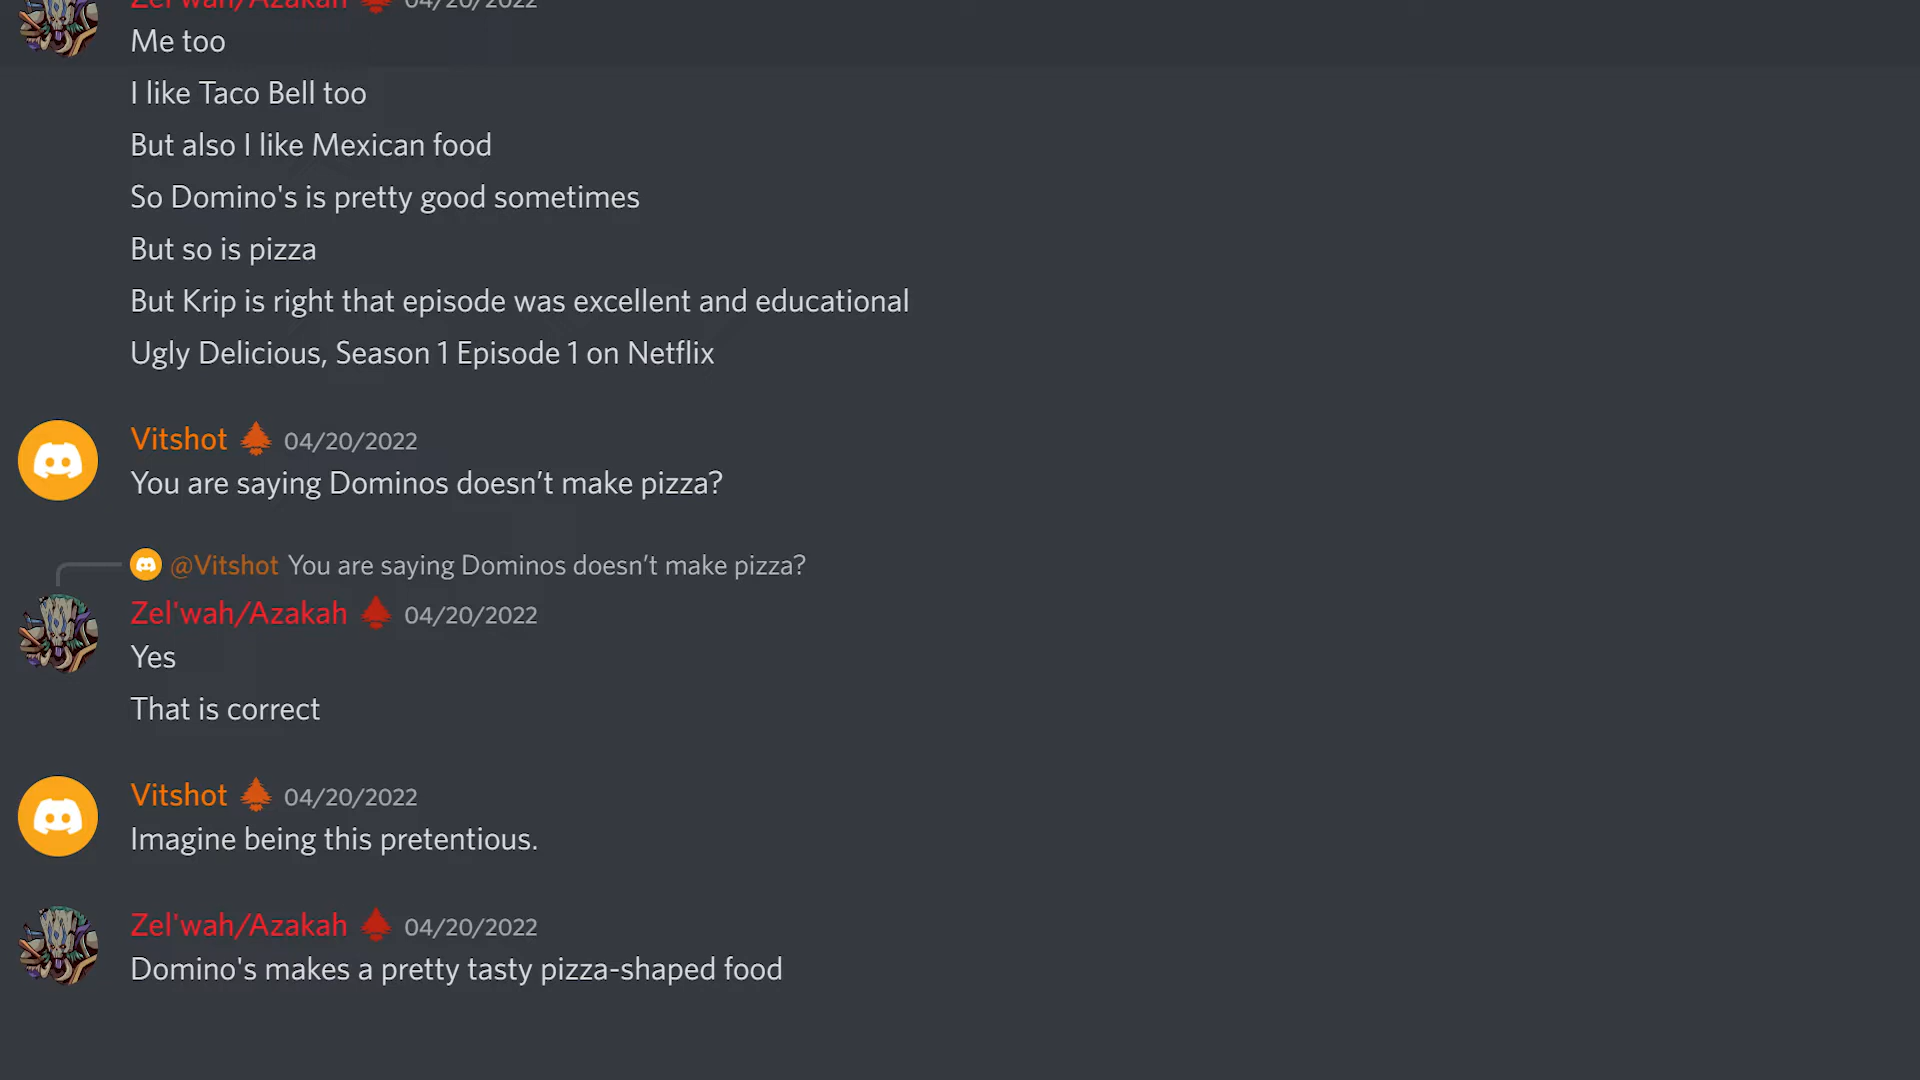 Zel'wah/Azakah 04/20/2022
Me too
I like Taco Bell too
But also I like Mexican food
So Domino's is pretty good sometimes
But so is pizza
But Krip is right that episode was excellent and educational
Ugly Delicious, Season 1 Episode 1 on Netflix
Vitshot 04/20/2022
You are saying Dominos doesn’t make pizza?
@Vitshot You are saying Dominos doesn’t make pizza?
Zel'wah/Azakah 04/20/2022
Yes
That is correct
Vitshot 04/20/2022
Imagine being this pretentious.
Zel'wah/Azakah 04/20/2022
Domino's makes a pretty tasty pizza-shaped food